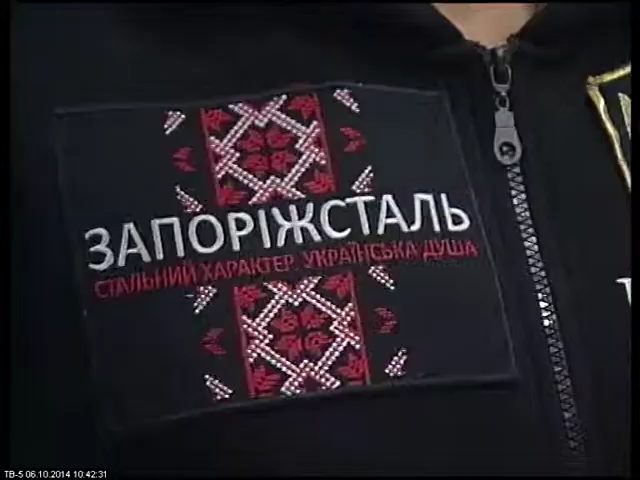 ЗАПОРІЖСТАЛЬ
СТАЛЬНИЙ ХАРАКТЕР. УКРАЇНСЬКА ДУША
ТВ-5 06.10.2014 10:42:31